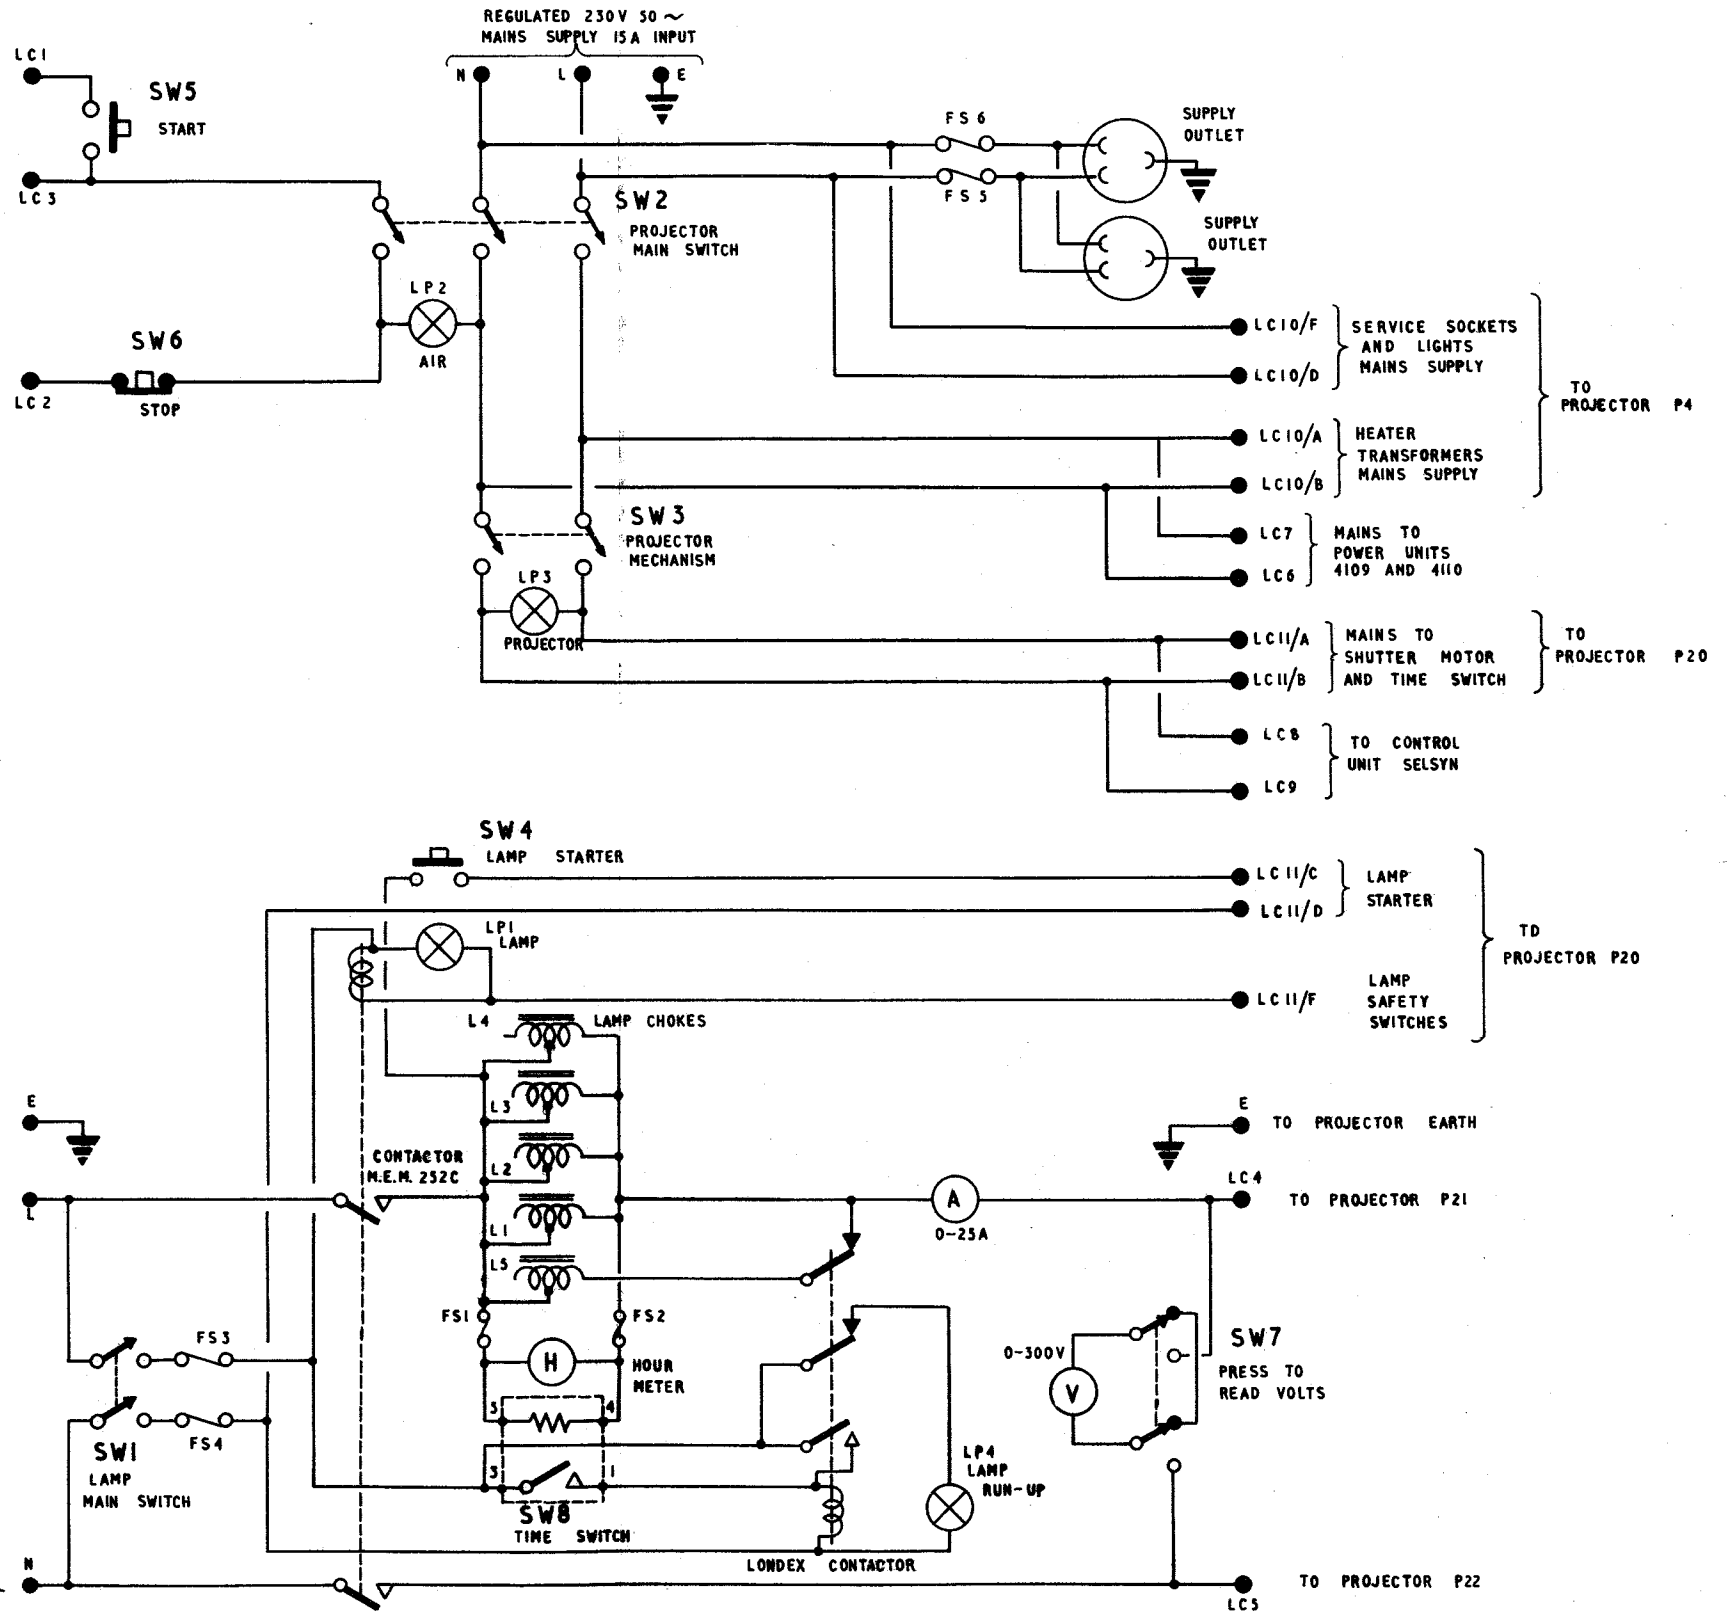 REGULATED 230V 50 ~
MAINS SUPPLY 15A INPUT
LC1
N
L
E
SW5
START
LC3
FS6
FS5
SUPPLY
OUTLET
SUPPLY
OUTLET
SW2
PROJECTOR
MAIN SWITCH
LP2
AIR
SW6
STOP
LC2
LC10/F
LC10/D
SERVICE SOCKETS
AND LIGHTS
MAINS SUPPLY
TO
PROJECTOR P4
LC10/A
LC10/B
HEATER
TRANSFORMERS
MAINS SUPPLY
SW3
PROJECTOR
MECHANISM
LC7
LC6
MAINS TO
POWER UNITS
4109 AND 4110
LP3
PROJECTOR
LC11/A
LC11/B
MAINS TO
SHUTTER MOTOR
AND TIME SWITCH
TO
PROJECTOR P20
LC8
LC9
TO CONTROL
UNIT SELSYN
SW4
LAMP STARTER
LC11/C
LC11/D
LAMP
STARTER
LP1
LAMP
TD
PROJECTOR P20
LC11/F
LAMP
SAFETY
SWITCHES
L4
LAMP CHOKES
L3
L2
L1
L5
E
E
TO PROJECTOR EARTH
CONTACTOR
M.E.M. 252C
L
A
0-25A
LC4
TO PROJECTOR P21
FS1
FS2
H
HOUR
METER
FS3
FS4
SW1
LAMP
MAIN SWITCH
3
4
3
1
SW8
TIME SWITCH
0-300V
V
SW7
PRESS TO
READ VOLTS
LP4
LAMP
RUN-UP
LONDEX CONTACTOR
N
LC5
TO PROJECTOR P22